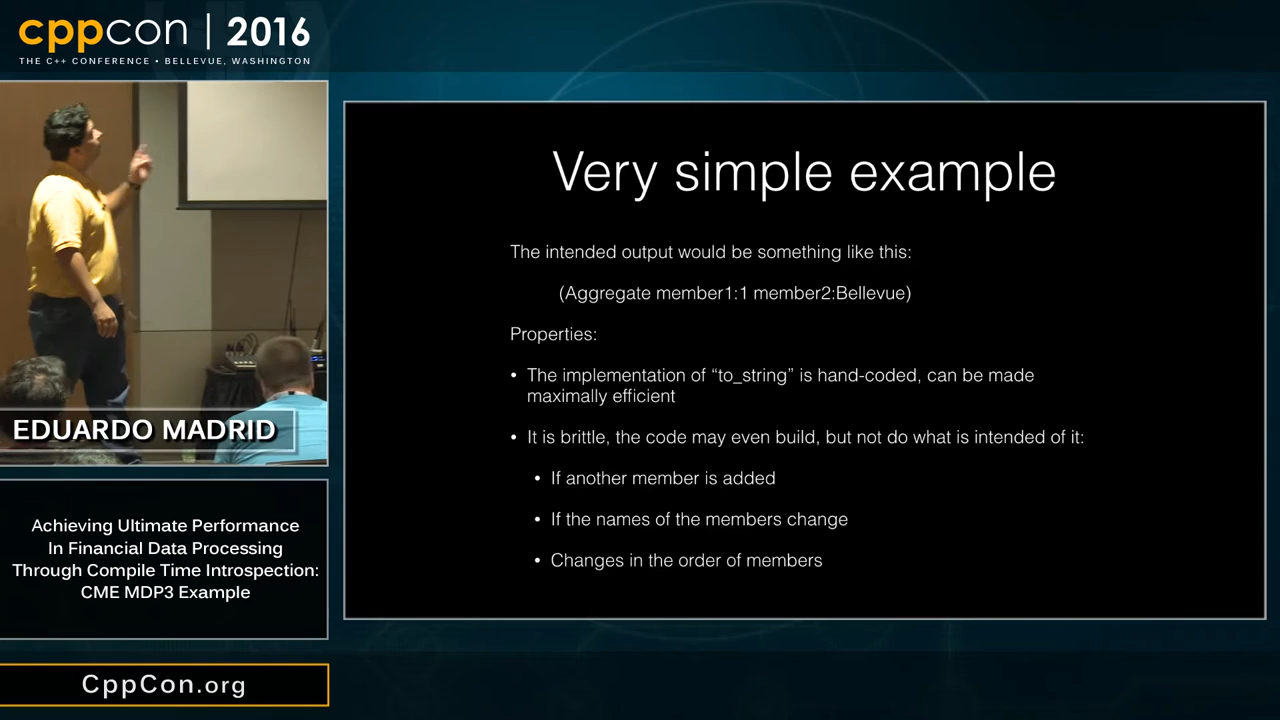 cppcon | 2016
THE C++ CONFERENCE • BELLEVUE, WASHINGTON
Very simple example
The intended output would be something like this:
(Aggregate member1:1 member2:Bellevue)
Properties:
• The implementation of “to_string” is hand-coded, can be made
maximally efficient
• It is brittle, the code may even build, but not do what is intended of it:
• If another member is added
• If the names of the members change
• Changes in the order of members
EDUARDO MADRID
Achieving Ultimate Performance
In Financial Data Processing
Through Compile Time Introspection:
CME MDP3 Example
CppCon.org